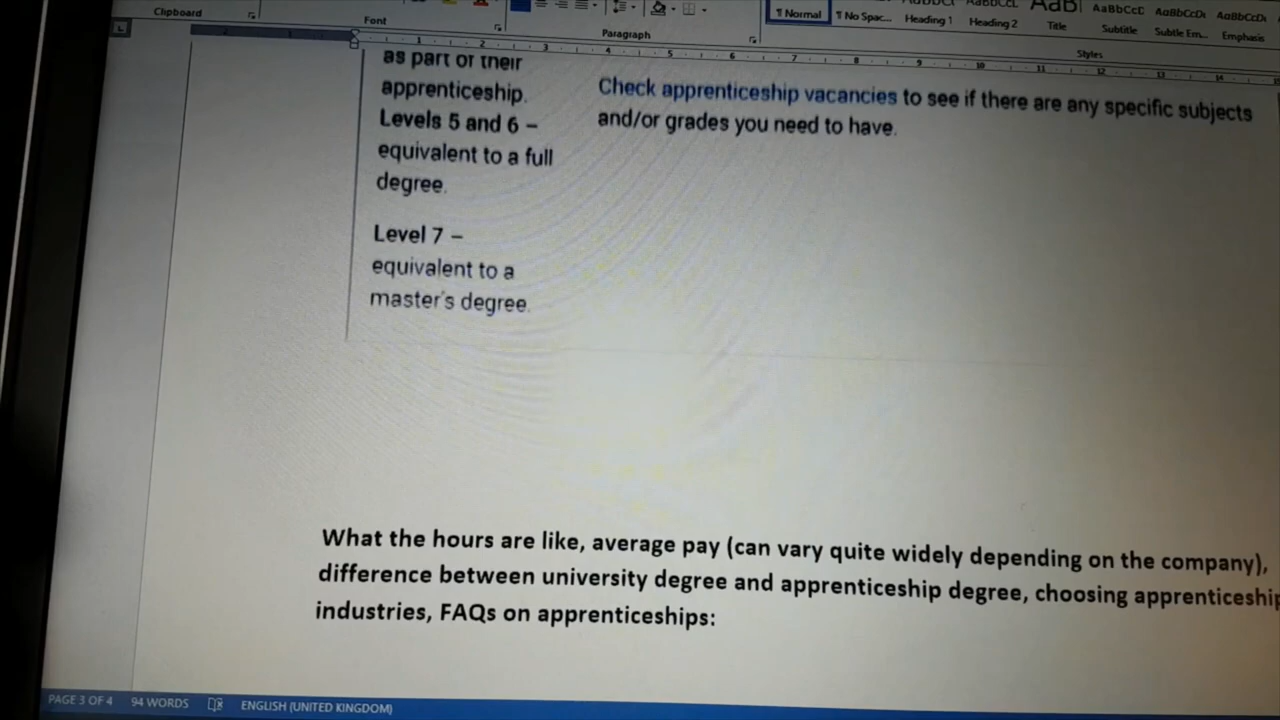 Clipboard
Font
Paragraph
Styles
¶ Normal
¶ No Spac...
Heading 1
Heading 2
Title
Subtitle
Subtle Em...
Emphasis
as part of their
apprenticeship.
Levels 5 and 6 –
equivalent to a full
degree.
Level 7 –
equivalent to a
master's degree.
Check apprenticeship vacancies to see if there are any specific subjects
and/or grades you need to have.
What the hours are like, average pay (can vary quite widely depending on the company),
difference between university degree and apprenticeship degree, choosing apprenticeship
industries, FAQs on apprenticeships:
PAGE 3 OF 4
94 WORDS
ENGLISH (UNITED KINGDOM)